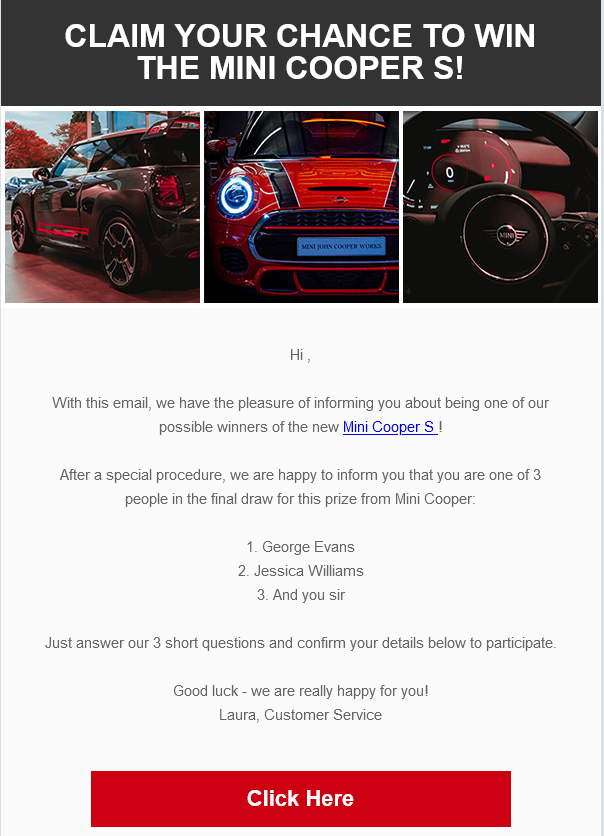 CLAIM YOUR CHANCE TO WIN
THE MINI COOPER S!
MINI JOHN COOPER WORKS
0
MINI
Hi ,
With this email, we have the pleasure of informing you about being one of our
possible winners of the new Mini Cooper S !
After a special procedure, we are happy to inform you that you are one of 3
people in the final draw for this prize from Mini Cooper:
1. George Evans
2. Jessica Williams
3. And you sir
Just answer our 3 short questions and confirm your details below to participate.
Good luck - we are really happy for you!
Laura, Customer Service
Click Here